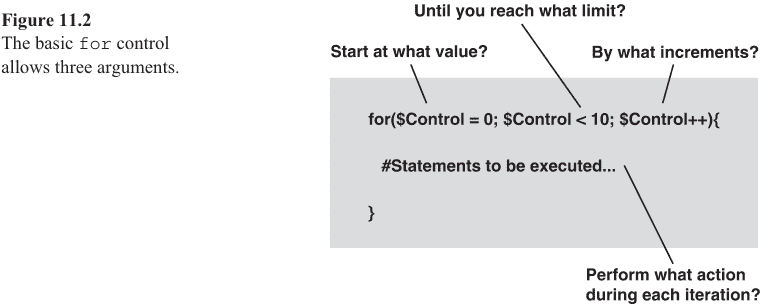 Figure 11.2
The basic for control
allows three arguments.
Until you reach what limit?
Start at what value?
By what increments?
for($Control = 0; $Control < 10; $Control++){
#Statements to be executed...
}
Perform what action
during each iteration?